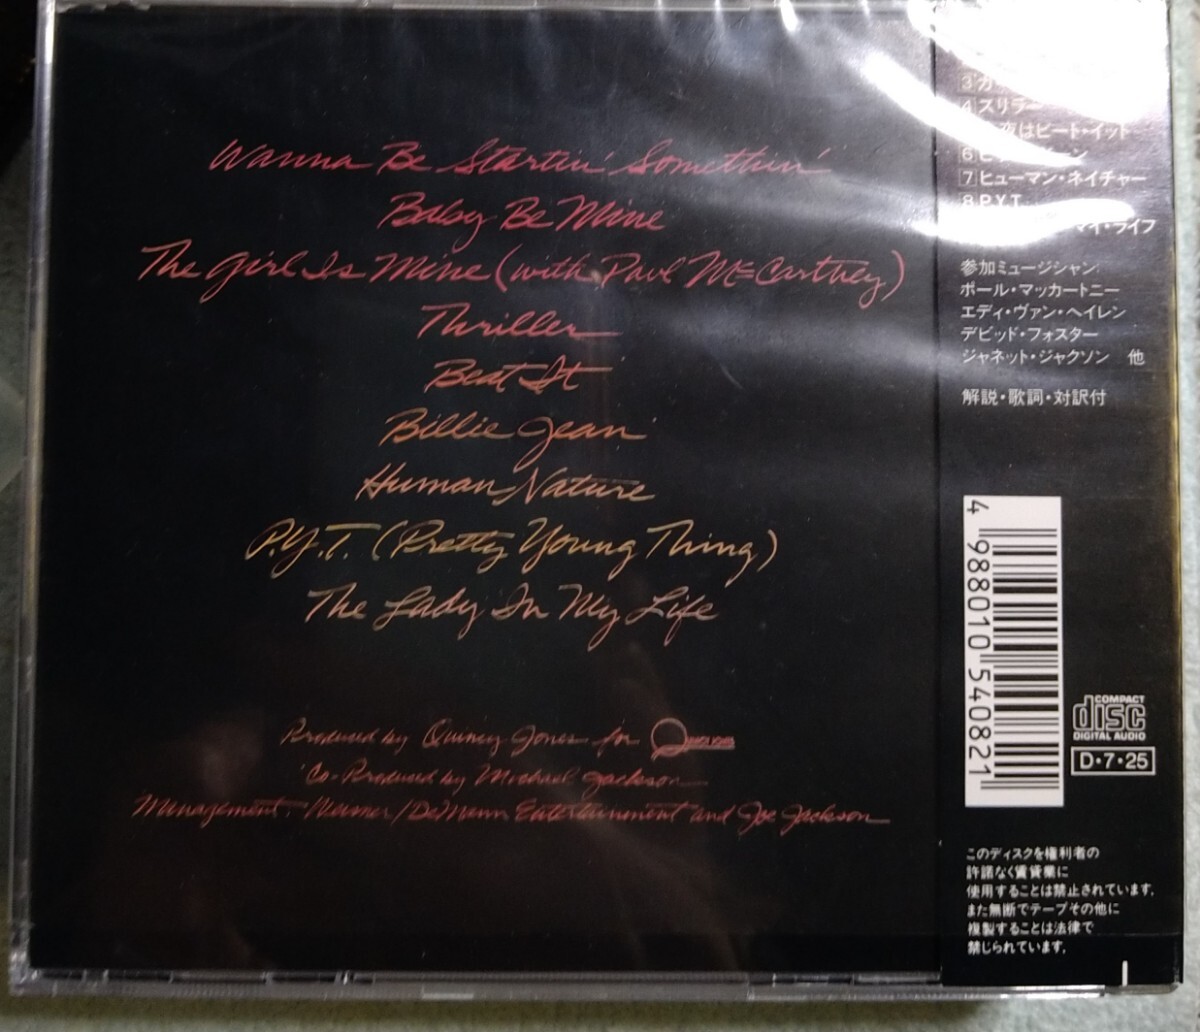 Wanna Be Startin' Somethin'
Baby Be Mine
The Girl Is Mine (with Paul McCartney)
Thriller
Beat It
Billie Jean
Human Nature
P.Y.T. (Pretty Young Thing)
The Lady In My Life
Produced by Quincy Jones for
Co-Produced by Michael Jackson
Management: Weisner/DeMann Entertainment and Joe Jackson
3 ガ
4 スリラー
夜はビート・イット
6 ビ
7 ヒューマン・ネイチャー
8 P.Y.T.
マイ・ライフ
参加ミュージシャン:
ポール・マッカートニー
エディ・ヴァン・ヘイレン
デビッド・フォスター
ジャネット・ジャクソン 他
解説・歌詞・対訳付
4 988010 540821
COMPACT
disc
DIGITAL AUDIO
D・7・25
このディスクを権利者の
許諾なく賃貸業に
使用することは禁止されています。
また無断でテープその他に
複製することは法律で
禁じられています。